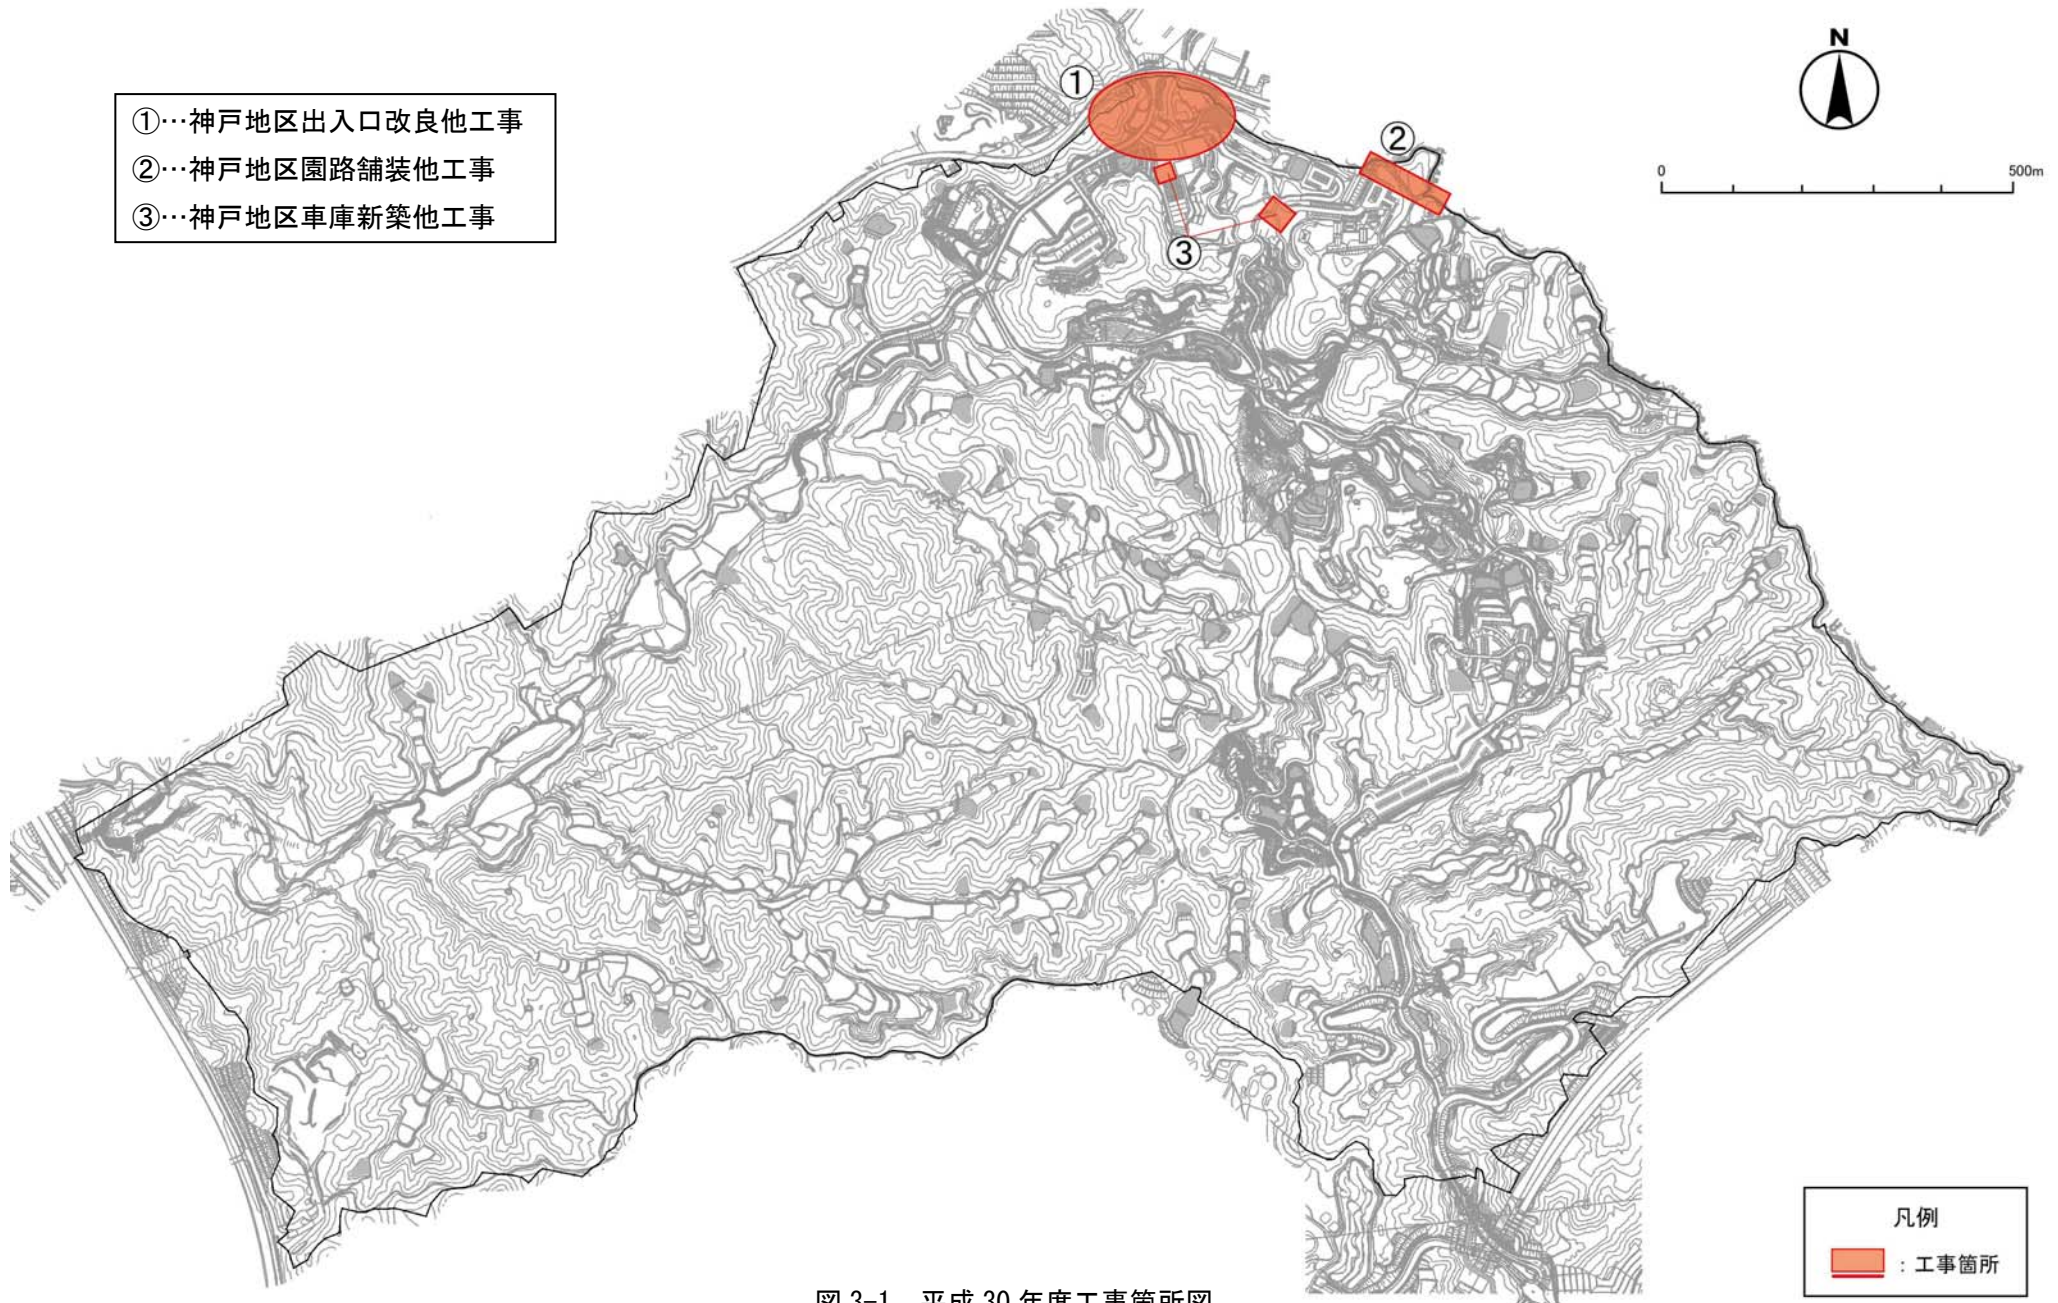 ①…神戸地区出入口改良他工事
②…神戸地区園路舗装他工事
③…神戸地区車庫新築他工事
①
②
③
N
0 500m
凡例
：工事箇所
図 3-1 平成 30 年度工事箇所図